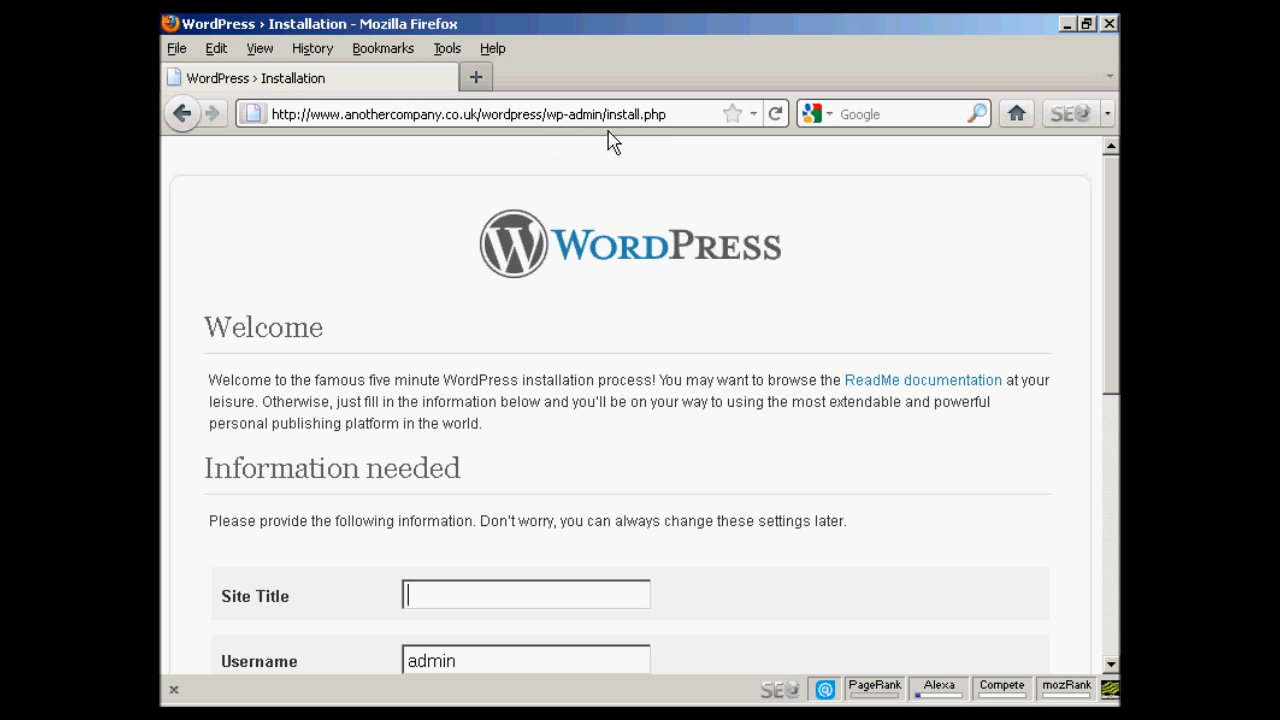 WordPress › Installation - Mozilla Firefox
File Edit View History Bookmarks Tools Help
WordPress › Installation
http://www.anothercompany.co.uk/wordpress/wp-admin/install.php
Google
SEO
WORDPRESS
Welcome
Welcome to the famous five minute WordPress installation process! You may want to browse the ReadMe documentation at your
leisure. Otherwise, just fill in the information below and you'll be on your way to using the most extendable and powerful
personal publishing platform in the world.
Information needed
Please provide the following information. Don't worry, you can always change these settings later.
Site Title
Username admin
SEO PageRank Alexa Compete mozRank